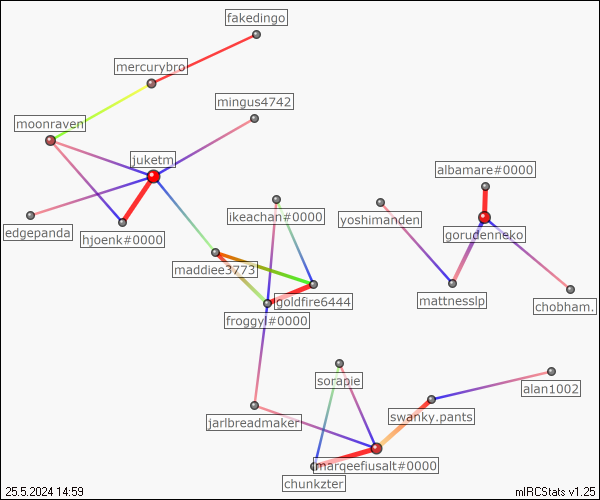 fakedingo
mercurybro
mingus4742
moonraven
juketm
albamare#0000
ikeachan#0000
yoshimanden
edgepanda
hjoenk#0000
gorudenneko
maddiee3773
goldfire6444
mattnesslp
chobham.
froggyl#0000
sorapie
alan1002
jarlbreadmaker
swanky.pants
marqeefiusalt#0000
chunkzter
25.5.2024 14:59
mIRCStats v1.25